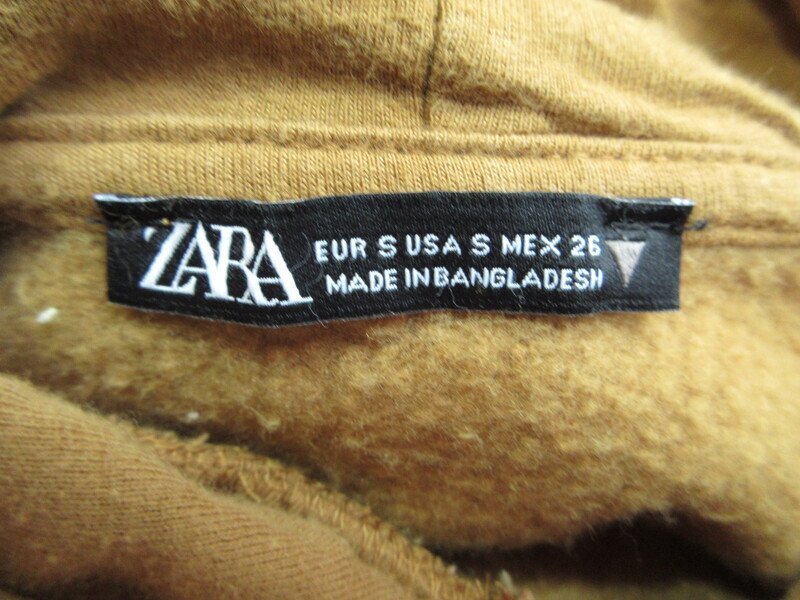 ZARA
EUR S USA S MEX 26
MADE IN BANGLADESH